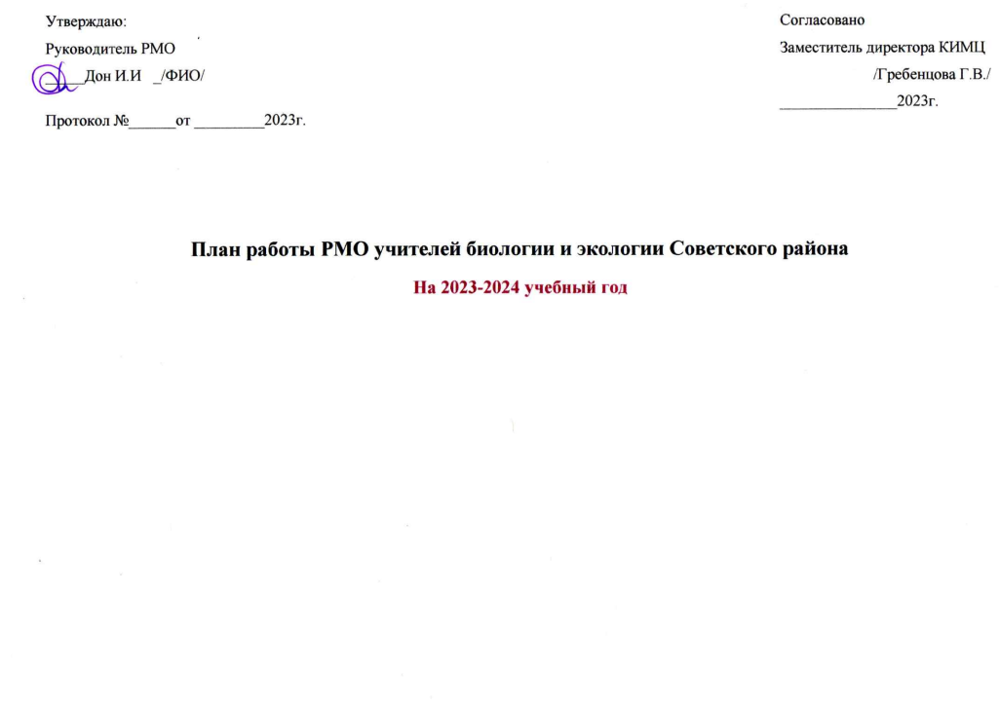 Утверждаю:
Руководитель РМО
_____Дон И.И _/ФИО/
Протокол №______от _________2023г.
Согласовано
Заместитель директора КИМЦ
/Гребенцова Г.В./
_______________2023г.
План работы РМО учителей биологии и экологии Советского района
На 2023-2024 учебный год